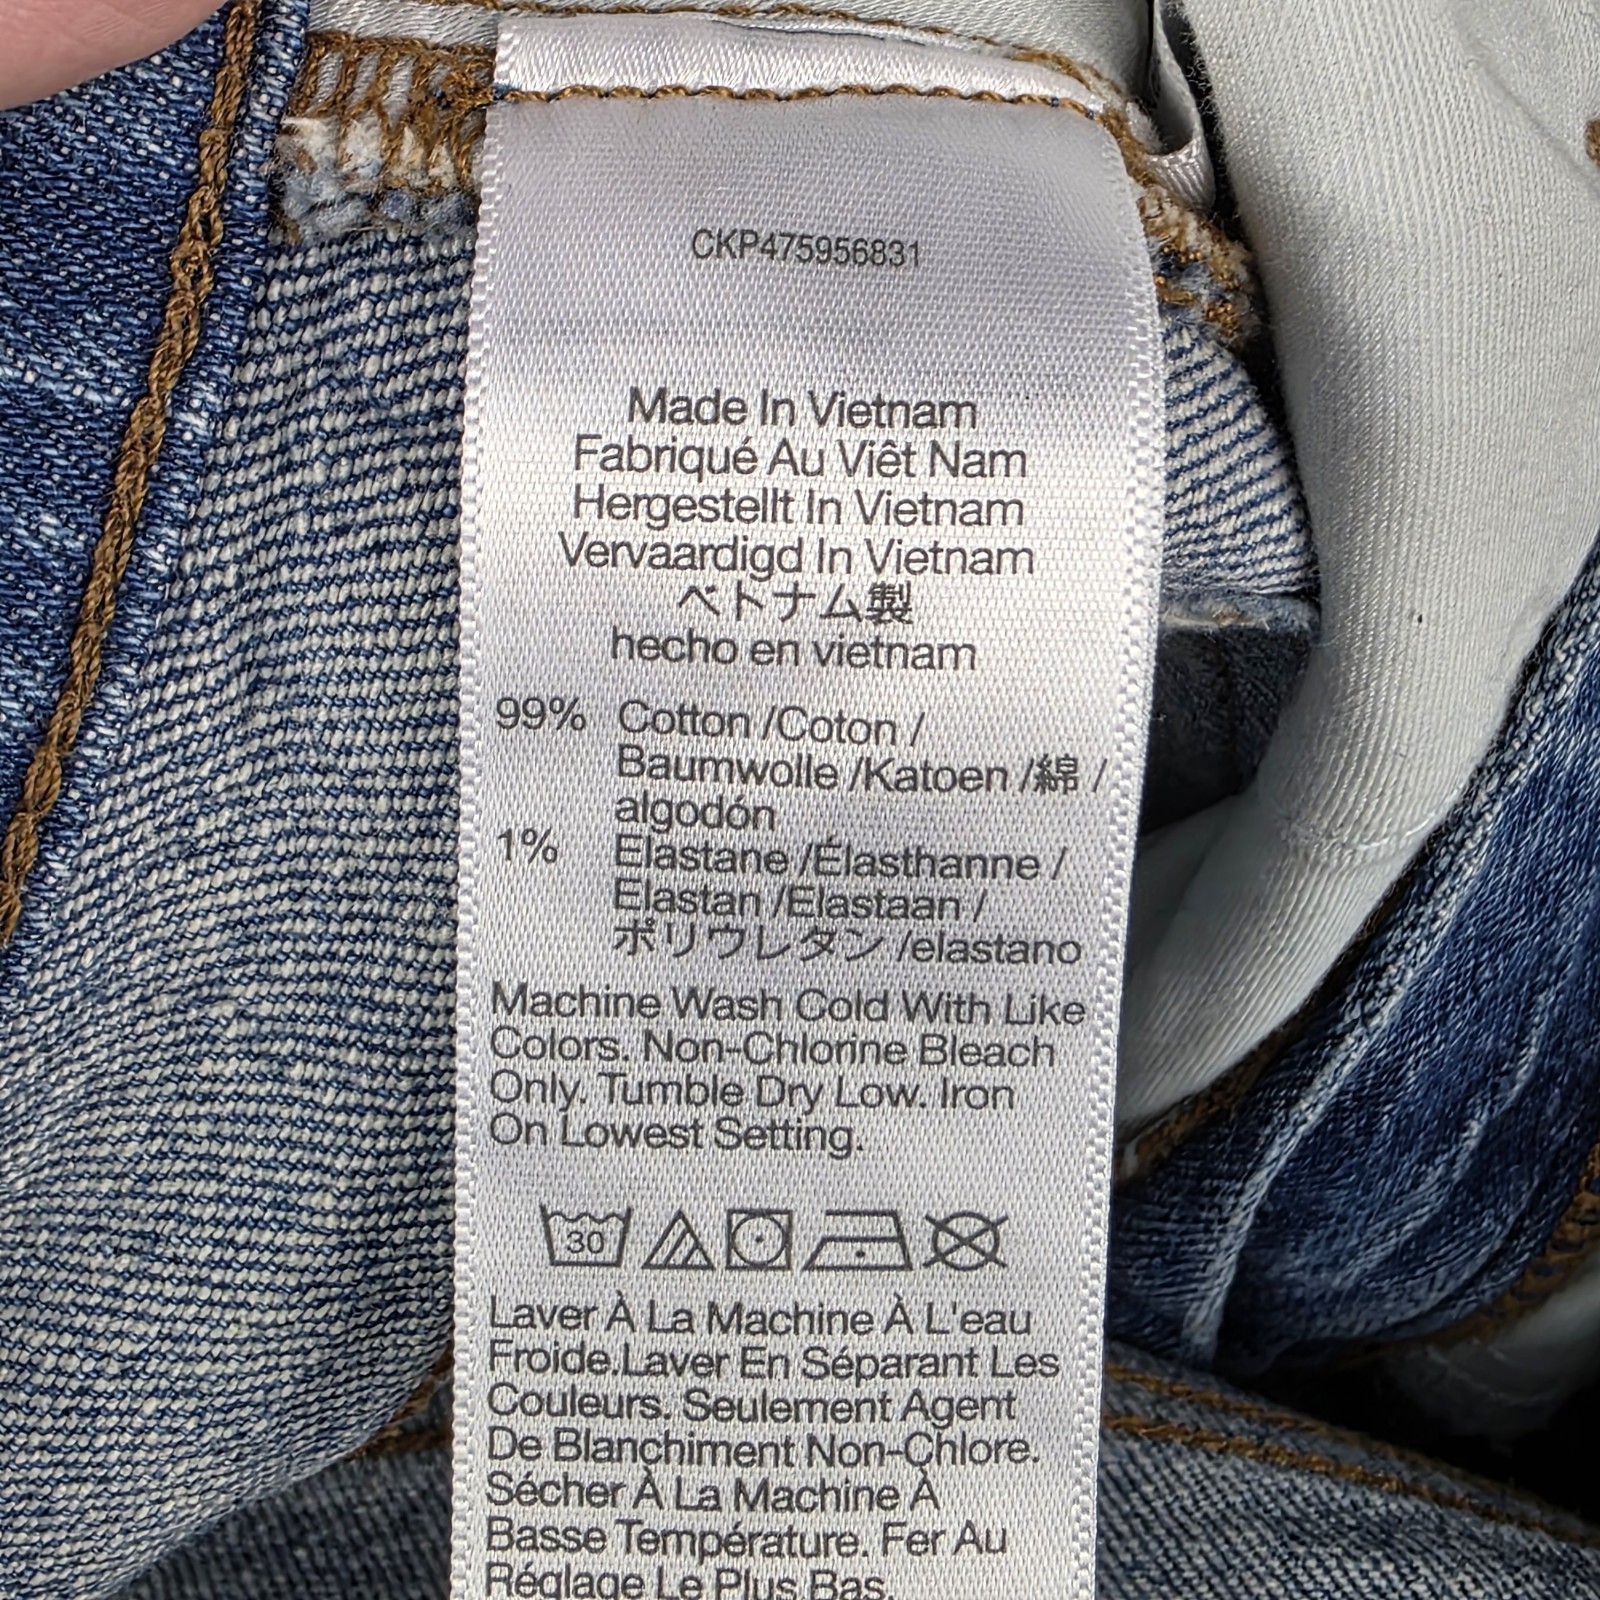 CKP475956831
Made In Vietnam
Fabriqué Au Viêt Nam
Hergestellt In Vietnam
Vervaardigd In Vietnam
ベトナム製
hecho en vietnam
99% Cotton /Coton /
Baumwolle /Katoen /綿 /
algodón
1% Elastane /Élasthanne /
Elastan /Elastaan /
ポリウレタン /elastano
Machine Wash Cold With Like
Colors. Non-Chlorine Bleach
Only. Tumble Dry Low. Iron
On Lowest Setting.
30
Laver À La Machine À L'eau
Froide.Laver En Séparant Les
Couleurs. Seulement Agent
De Blanchiment Non-Chlore.
Sécher À La Machine À
Basse Température. Fer Au
Réglage Le Plus Bas.